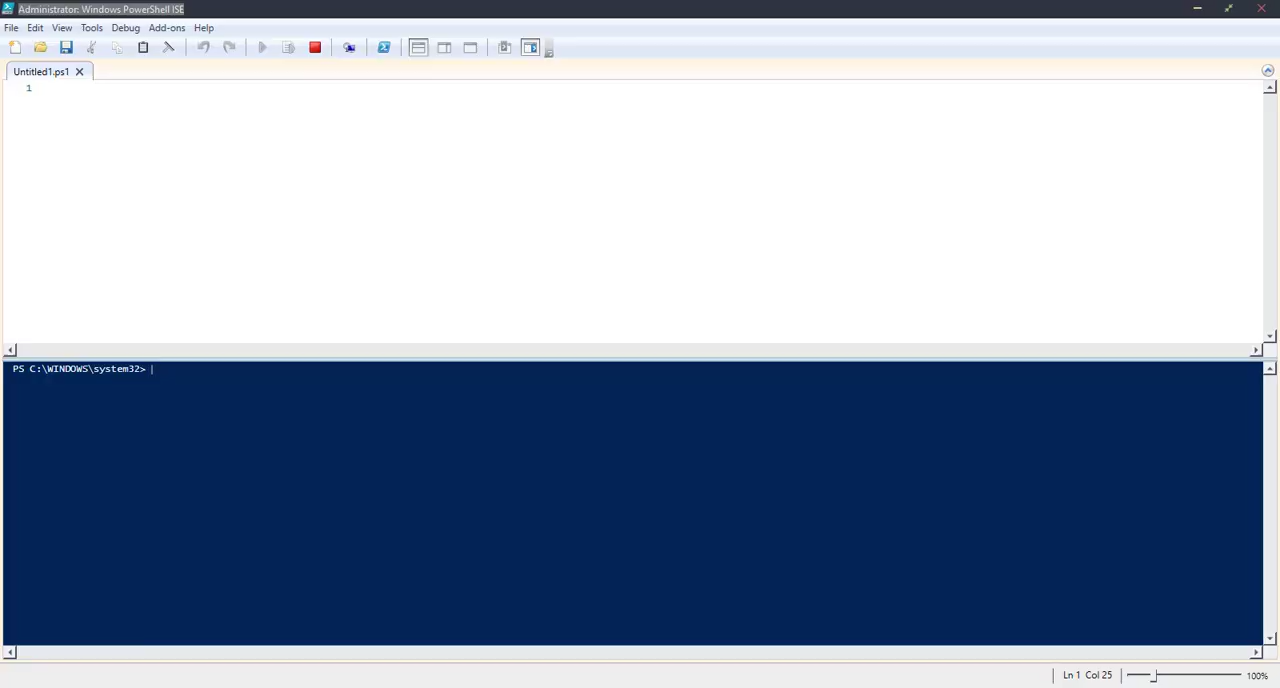 Administrator: Windows PowerShell ISE
File Edit View Tools Debug Add-ons Help
Untitled1.ps1
1
PS C:\WINDOWS\system32>
Ln 1 Col 25 100%